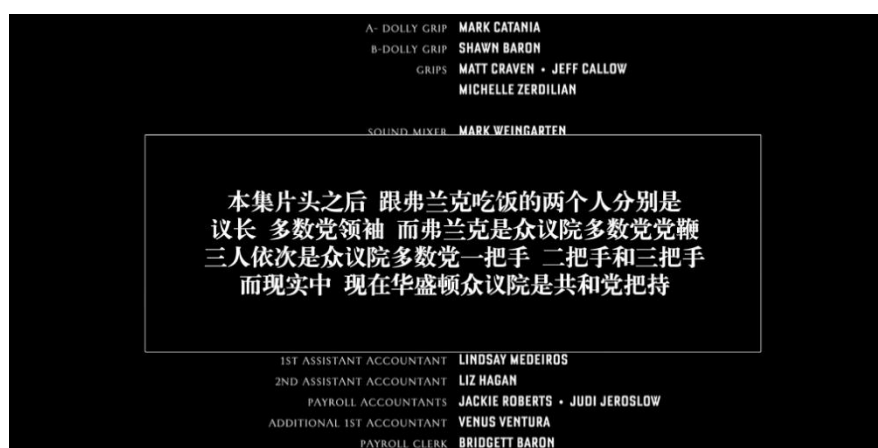 A- DOLLY GRIP MARK CATANIA
B-DOLLY GRIP SHAWN BARON
GRIPS MATT CRAVEN • JEFF CALLOW
MICHELLE ZERDILIAN
SOUND MIXER MARK WEINGARTEN
本集片头之后 跟弗兰克吃饭的两个人分别是
议长 多数党领袖 而弗兰克是众议院多数党党鞭
三人依次是众议院多数党一把手 二把手和三把手
而现实中 现在华盛顿众议院是共和党把持
1ST ASSISTANT ACCOUNTANT LINDSAY MEDEIROS
2ND ASSISTANT ACCOUNTANT LIZ HAGAN
PAYROLL ACCOUNTANTS JACKIE ROBERTS • JUDI JEROSLOW
ADDITIONAL 1ST ACCOUNTANT VENUS VENTURA
PAYROLL CLERK BRIDGETT BARON